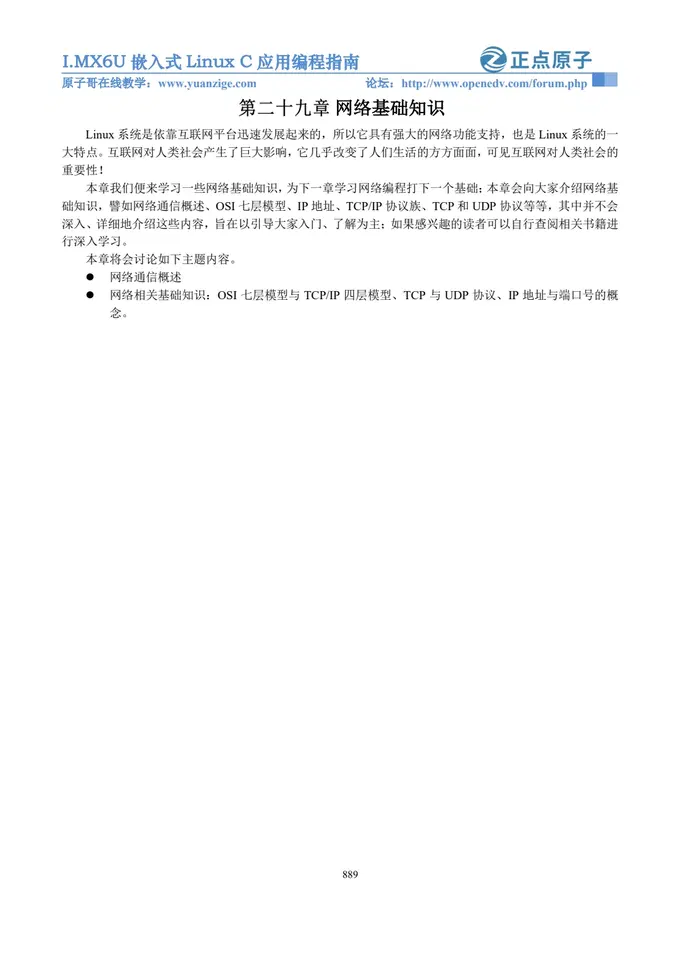 I.MX6U 嵌入式 Linux C 应用编程指南
正点原子
原子哥在线教学：www.yuanzige.com 论坛：http://www.openedv.com/forum.php
第二十九章 网络基础知识
Linux 系统是依靠互联网平台迅速发展起来的，所以它具有强大的网络功能支持，也是 Linux 系统的一
大特点。互联网对人类社会产生了巨大影响，它几乎改变了人们生活的方方面面，可见互联网对人类社会的
重要性！
本章我们便来学习一些网络基础知识，为下一章学习网络编程打下一个基础；本章会向大家介绍网络基
础知识，譬如网络通信概述、OSI 七层模型、IP 地址、TCP/IP 协议族、TCP 和 UDP 协议等等，其中并不会
深入、详细地介绍这些内容，旨在以引导大家入门、了解为主；如果感兴趣的读者可以自行查阅相关书籍进
行深入学习。
本章将会讨论如下主题内容。
● 网络通信概述
● 网络相关基础知识：OSI 七层模型与 TCP/IP 四层模型、TCP 与 UDP 协议、IP 地址与端口号的概
念。
889